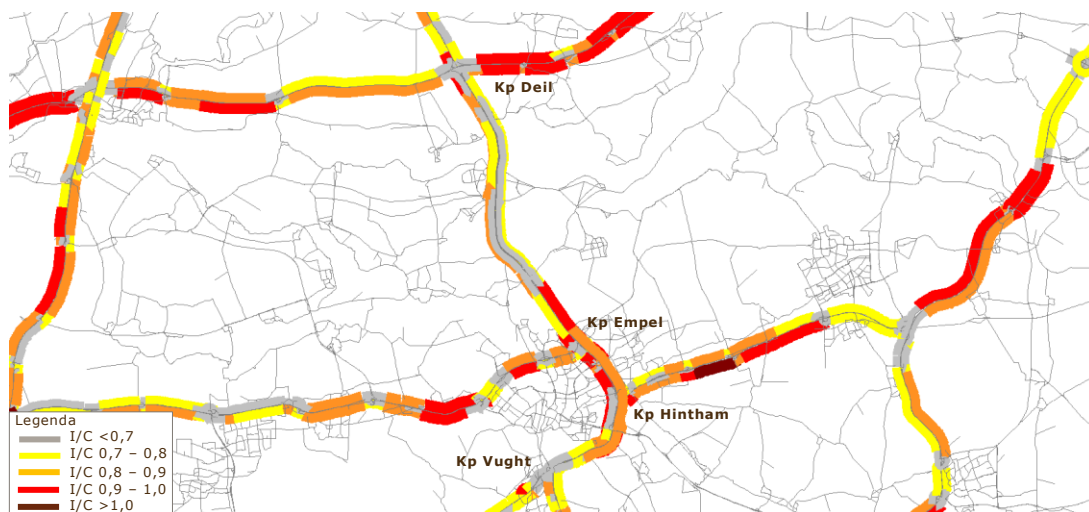 Kp Deil
Kp Empel
Kp Hintham
Kp Vught
Legenda
I/C <0,7
I/C 0,7 – 0,8
I/C 0,8 – 0,9
I/C 0,9 – 1,0
I/C >1,0